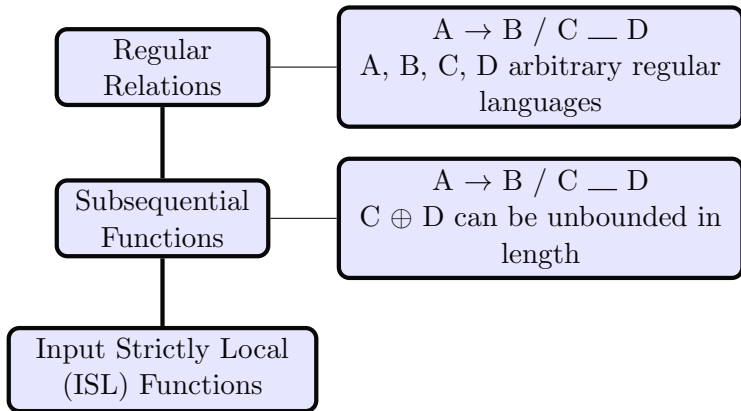 Regular
Relations
A → B / C __ D
A, B, C, D arbitrary regular
languages
Subsequential
Functions
A → B / C __ D
C ⊕ D can be unbounded in
length
Input Strictly Local
(ISL) Functions